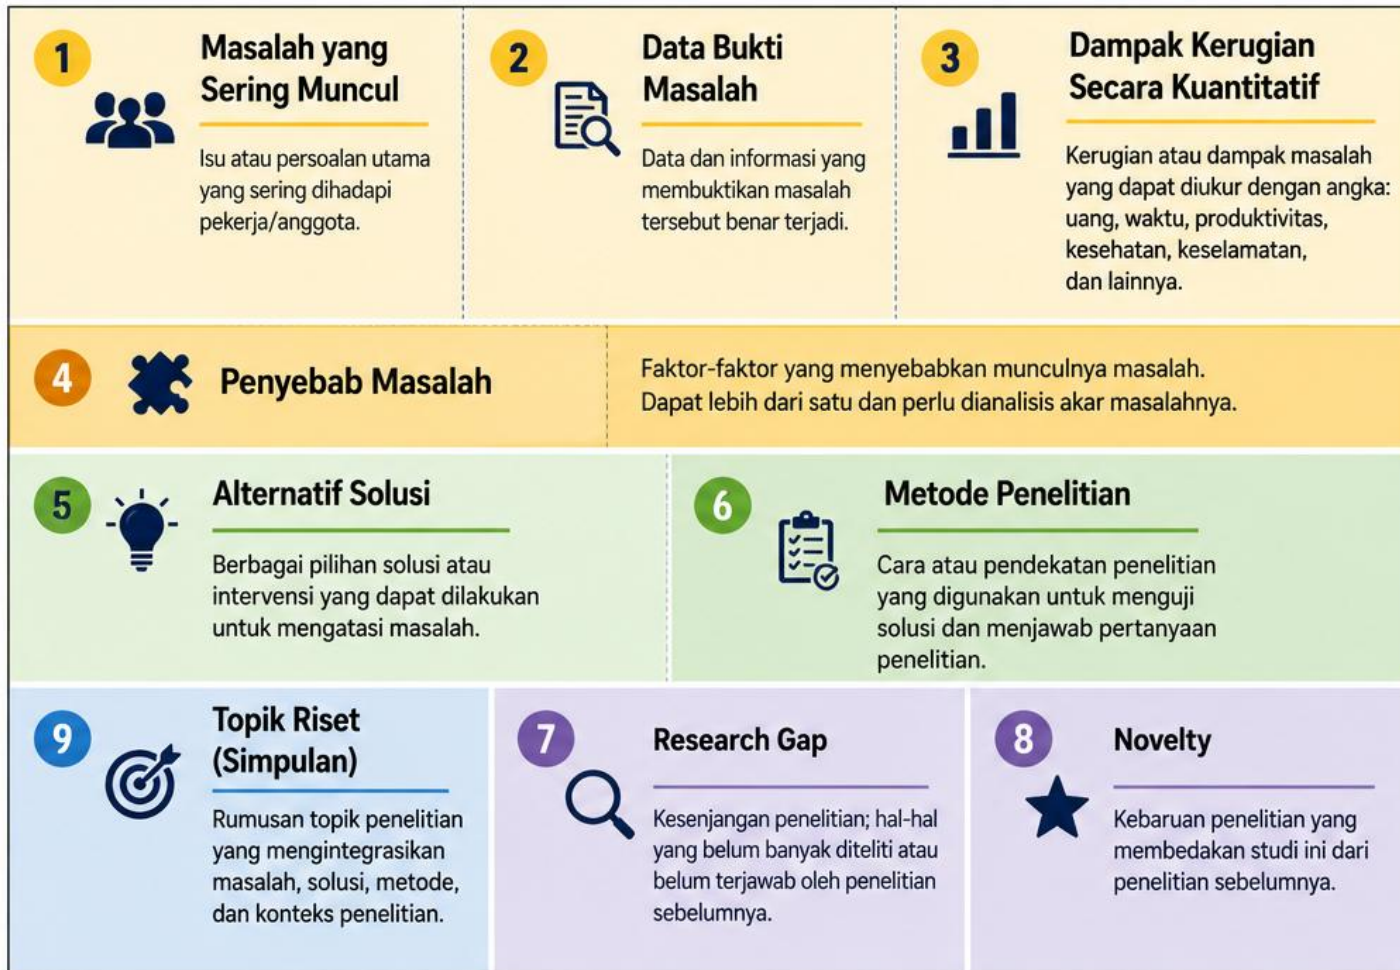 1
Masalah yang
Sering Muncul
Isu atau persoalan utama
yang sering dihadapi
pekerja/anggota.
2
Data Bukti
Masalah
Data dan informasi yang
membuktikan masalah
tersebut benar terjadi.
3
Dampak Kerugian
Secara Kuantitatif
Kerugian atau dampak masalah
yang dapat diukur dengan angka:
uang, waktu, produktivitas,
kesehatan, keselamatan,
dan lainnya.
4
Penyebab Masalah
Faktor-faktor yang menyebabkan munculnya masalah.
Dapat lebih dari satu dan perlu dianalisis akar masalahnya.
5
Alternatif Solusi
Berbagai pilihan solusi atau
intervensi yang dapat dilakukan
untuk mengatasi masalah.
6
Metode Penelitian
Cara atau pendekatan penelitian
yang digunakan untuk menguji
solusi dan menjawab pertanyaan
penelitian.
9
Topik Riset
(Simpulan)
Rumusan topik penelitian
yang mengintegrasikan
masalah, solusi, metode,
dan konteks penelitian.
7
Research Gap
Kesenjangan penelitian; hal-hal
yang belum banyak diteliti atau
belum terjawab oleh penelitian
sebelumnya.
8
Novelty
Kebaruan penelitian yang
membedakan studi ini dari
penelitian sebelumnya.